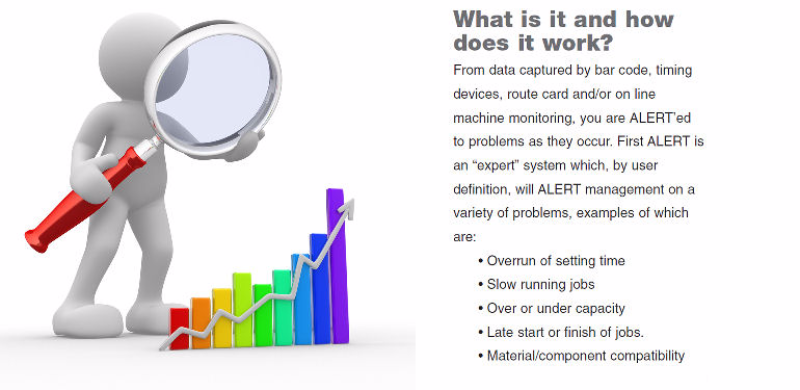 What is it and how
does it work?
From data captured by bar code, timing
devices, route card and/or on line
machine monitoring, you are ALERT'ed
to problems as they occur. First ALERT is
an “expert” system which, by user
definition, will ALERT management on a
variety of problems, examples of which
are:
• Overrun of setting time
• Slow running jobs
• Over or under capacity
• Late start or finish of jobs.
• Material/component compatibility